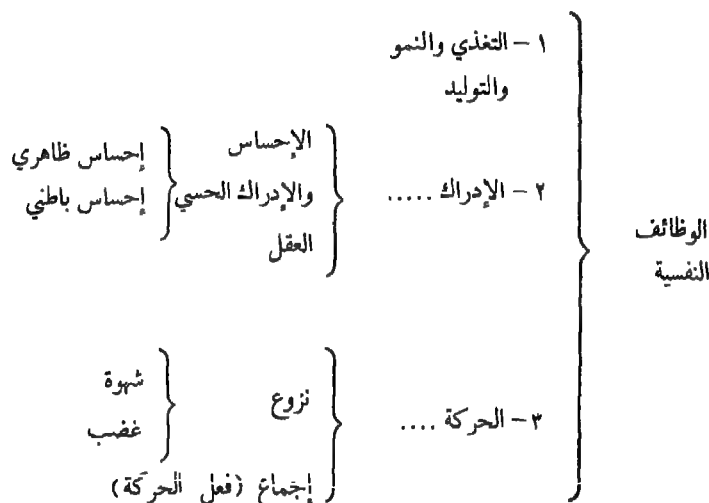 الوظائف
النفسية
١ – التغذي والنمو
والتوليد
٢ – الإدراك .....
الإحساس
والإدراك الحسي
العقل
إحساس ظاهري
إحساس باطني
٣ – الحركة ....
نزوع
شهوة
غضب
إجماع (فعل الحركة)